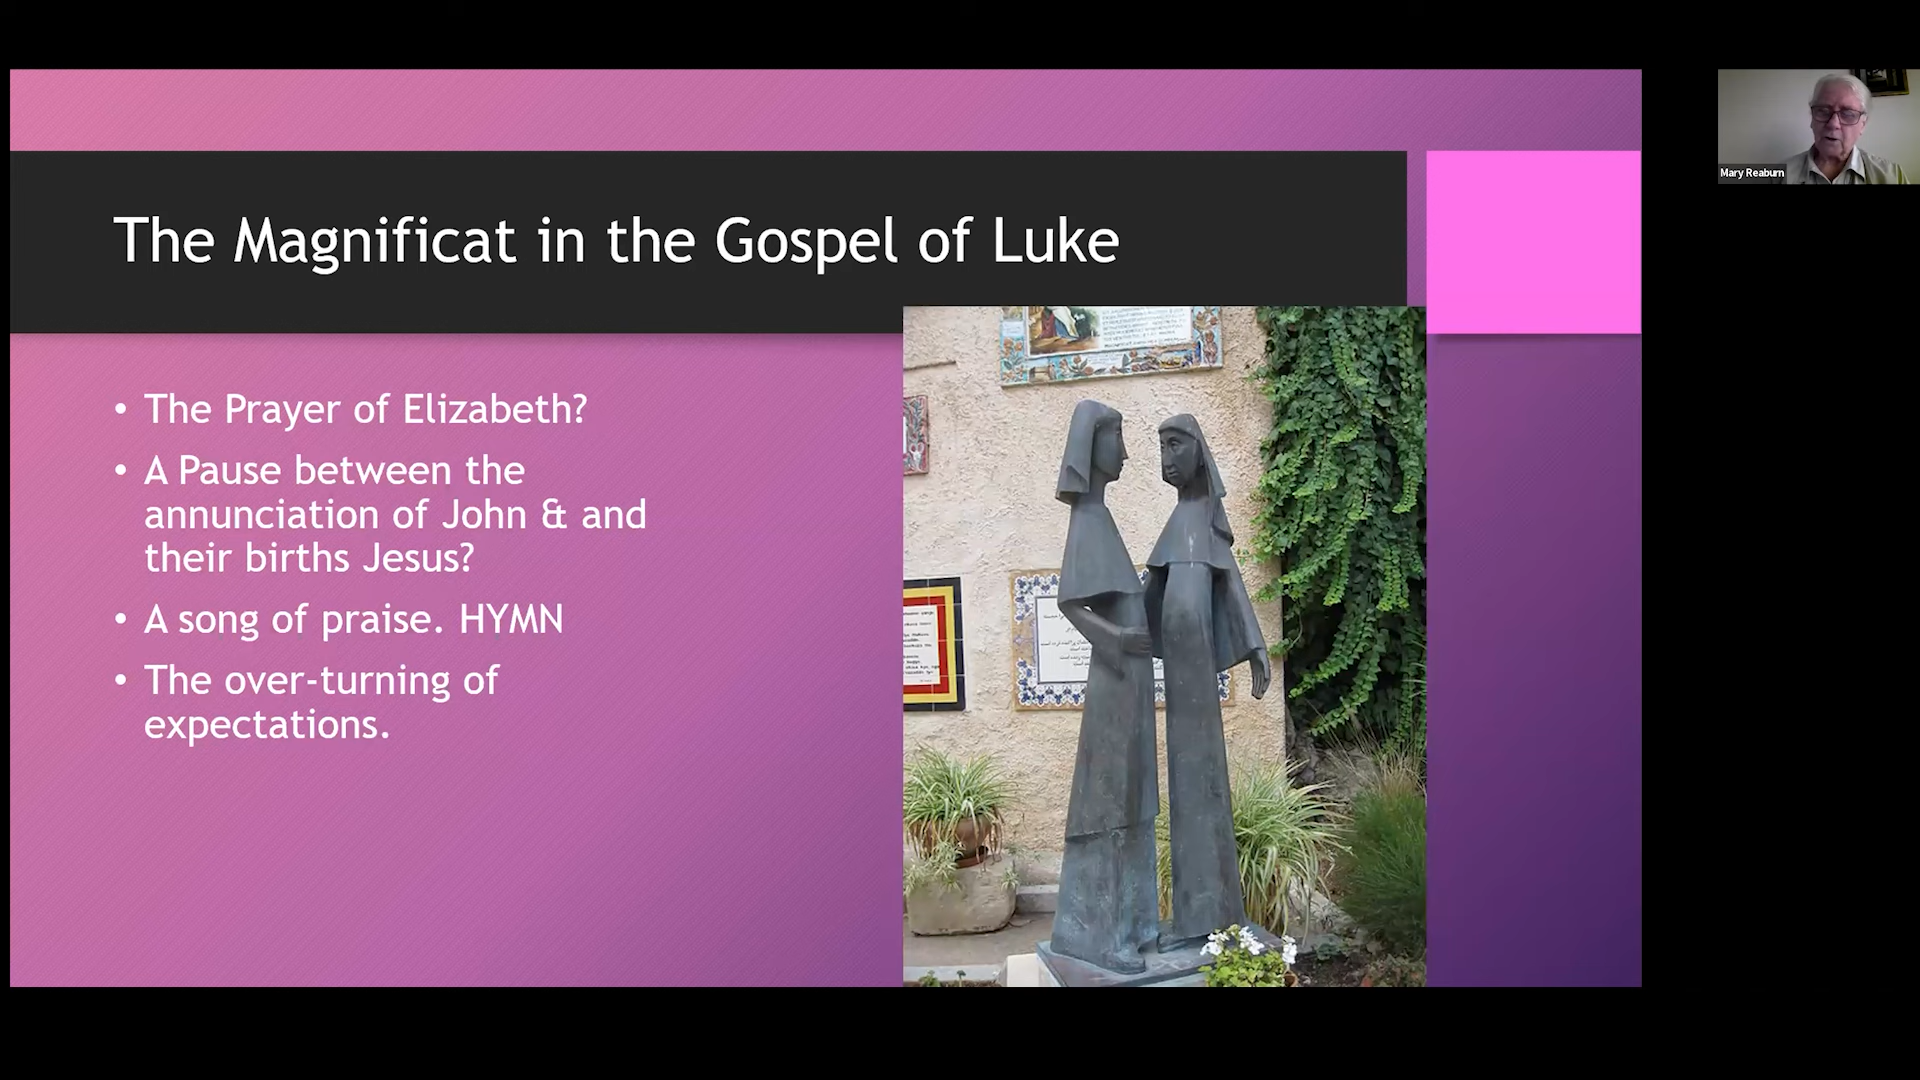 The Magnificat in the Gospel of Luke
• The Prayer of Elizabeth?
• A Pause between the
annunciation of John & and
their births Jesus?
• A song of praise. HYMN
• The over-turning of
expectations.
Mary Reaburn